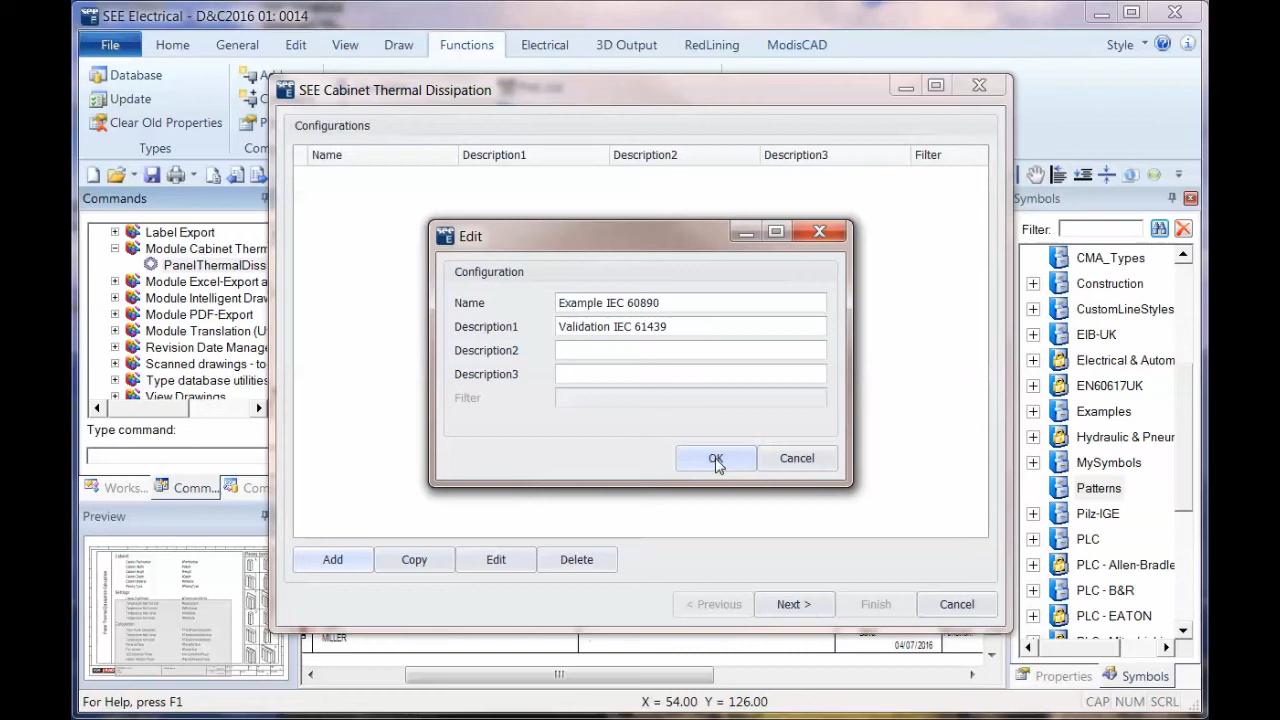 SEE Electrical - D&C2016 01: 0014
File Home General Edit View Draw Functions Electrical 3D Output RedLining ModisCAD Style
Database
Update
Clear Old Properties
Types
SEE Cabinet Thermal Dissipation
Configurations
Name Description1 Description2 Description3 Filter
Edit
Configuration
Name Example IEC 60890
Description1 Validation IEC 61439
Description2
Description3
Filter
OK Cancel
Add Copy Edit Delete
< Previous Next > Finish Cancel
Commands
Label Export
Module Cabinet Therm
PanelThermalDiss
Module Excel-Export a
Module Intelligent Drav
Module PDF-Export
Module Translation (U
Revision Date Manage
Scanned drawings - to
Type database utilities
View Drawings
Type command:
Works... Comm... Co
Preview
Symbols
Filter:
CMA_Types
Construction
CustomLineStyles
EIB-UK
Electrical & Autom
EN60617UK
Examples
Hydraulic & Pneur
MySymbols
Patterns
Pilz-IGE
PLC
PLC - Allen-Bradle
PLC - B&R
PLC - EATON
Properties Symbols
MILLER
04/07/2016
For Help, press F1 X = 54.00 Y = 126.00 CAP NUM SCRL